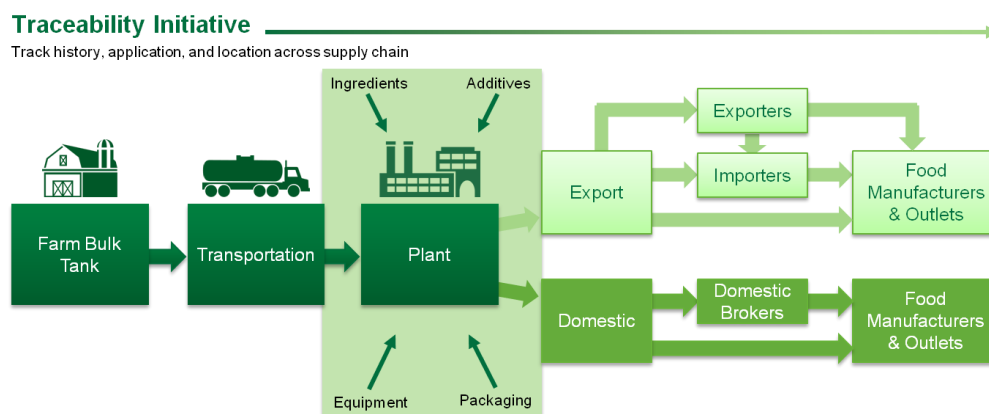 Traceability Initiative
Track history, application, and location across supply chain
Ingredients
Additives
Farm Bulk
Tank
Transportation
Plant
Equipment
Packaging
Export
Exporters
Importers
Food
Manufacturers
& Outlets
Domestic
Domestic
Brokers
Food
Manufacturers
& Outlets